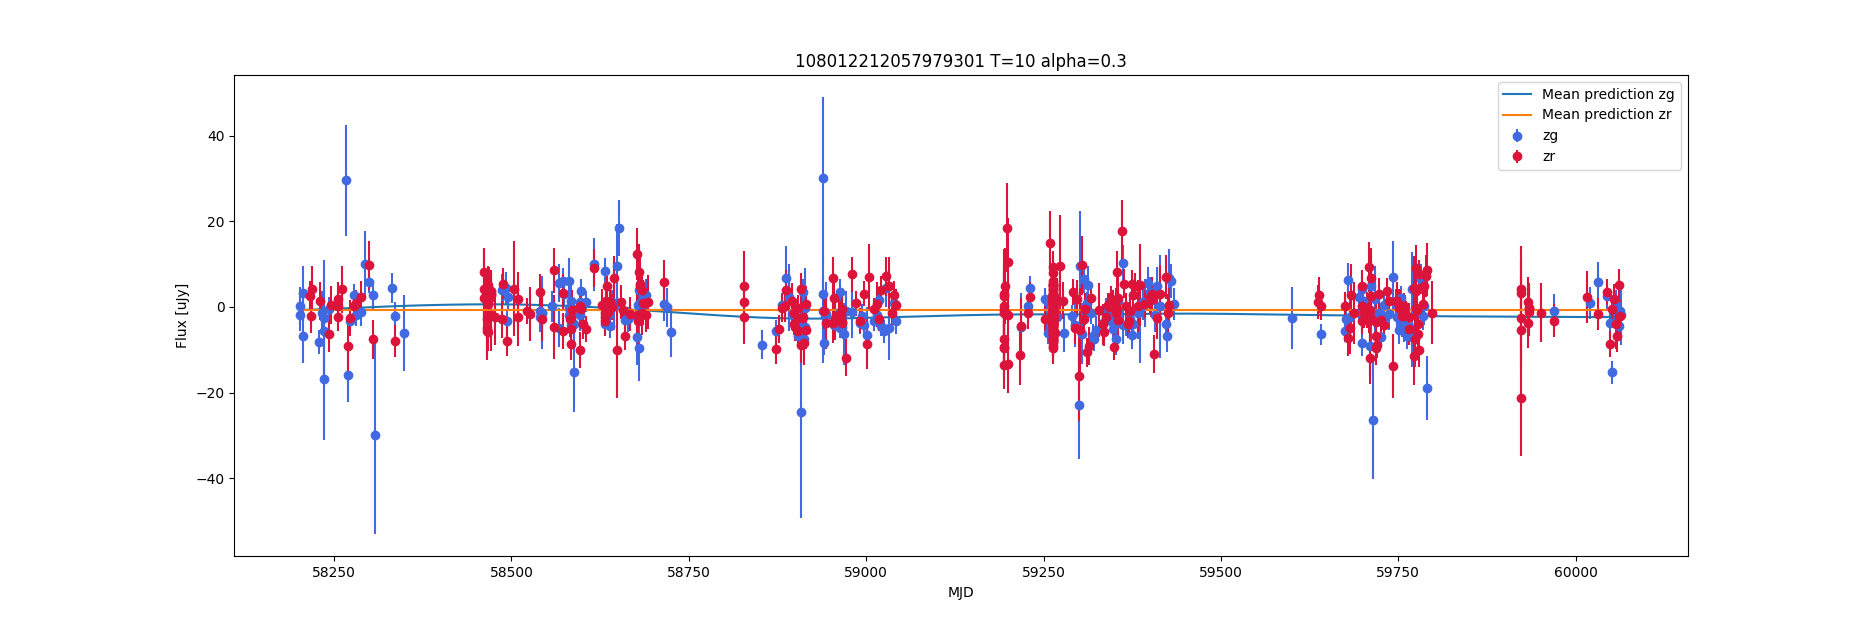 108012212057979301 T=10 alpha=0.3
Mean prediction zg
Mean prediction zr
zg
zr
Flux [uJy]
40
20
0
−20
−40
58250 58500 58750 59000 59250 59500 59750 60000
MJD